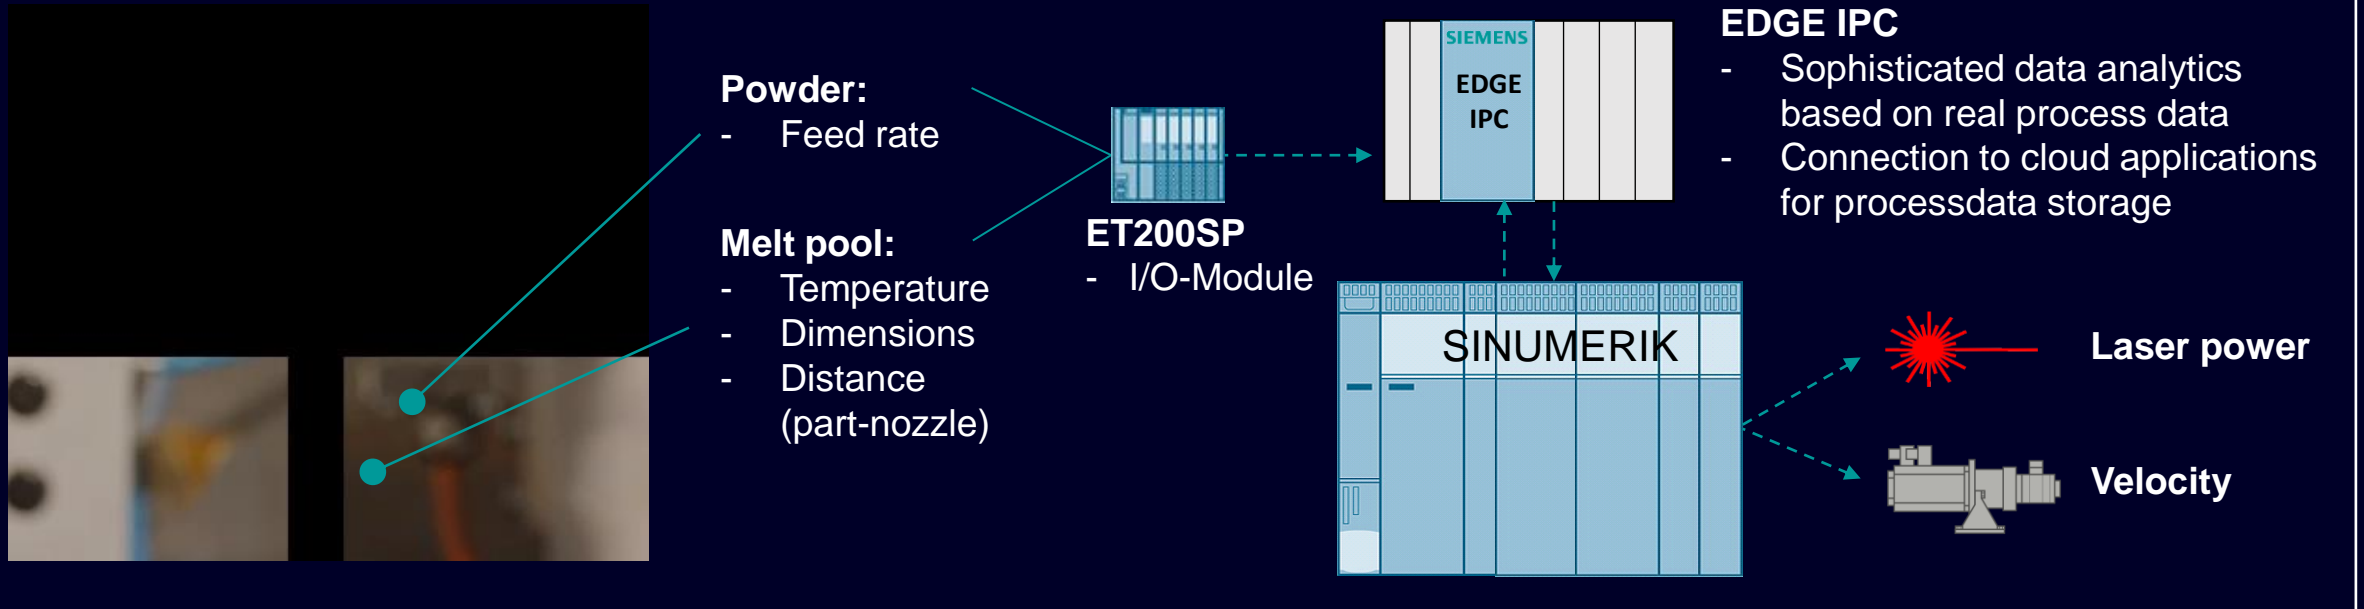 Powder:
- Feed rate
Melt pool:
- Temperature
- Dimensions
- Distance
(part-nozzle)
ET200SP
- I/O-Module
SIEMENS
EDGE
IPC
EDGE IPC
- Sophisticated data analytics
based on real process data
- Connection to cloud applications
for processdata storage
SINUMERIK
Laser power
Velocity